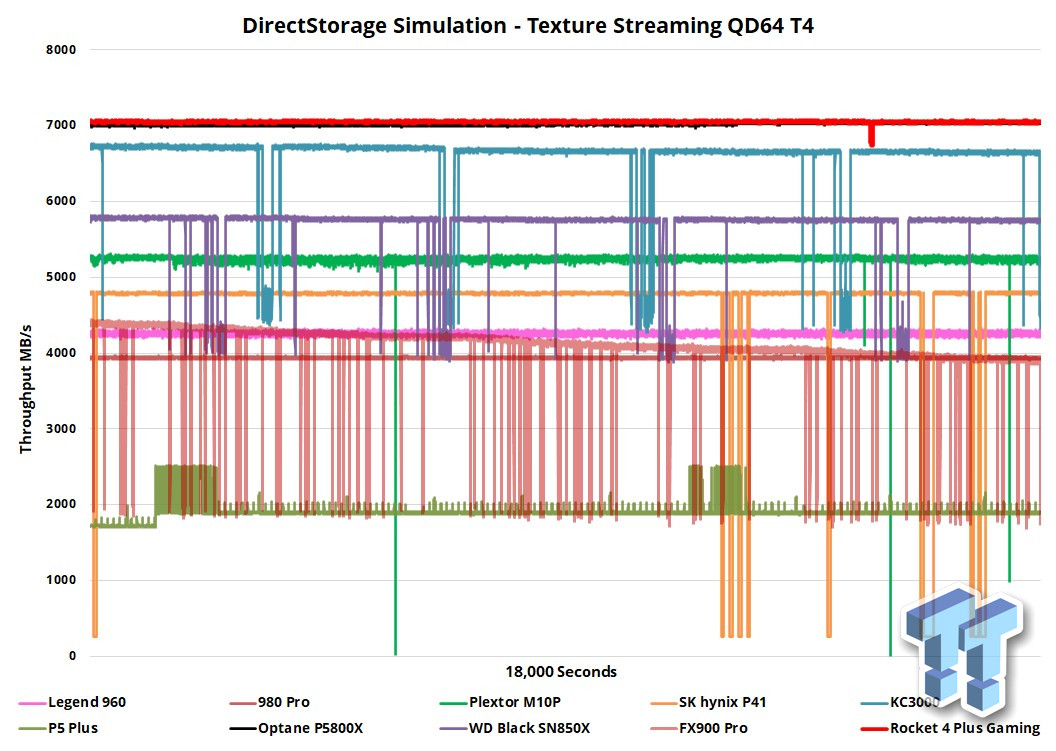 DirectStorage Simulation - Texture Streaming QD64 T4
8000
7000
6000
5000
4000
3000
2000
1000
0
Throughput MB/s
18,000 Seconds
Legend 960 980 Pro Plextor M10P SK hynix P41 KC3000
P5 Plus Optane P5800X WD Black SN850X FX900 Pro Rocket 4 Plus Gaming
TT